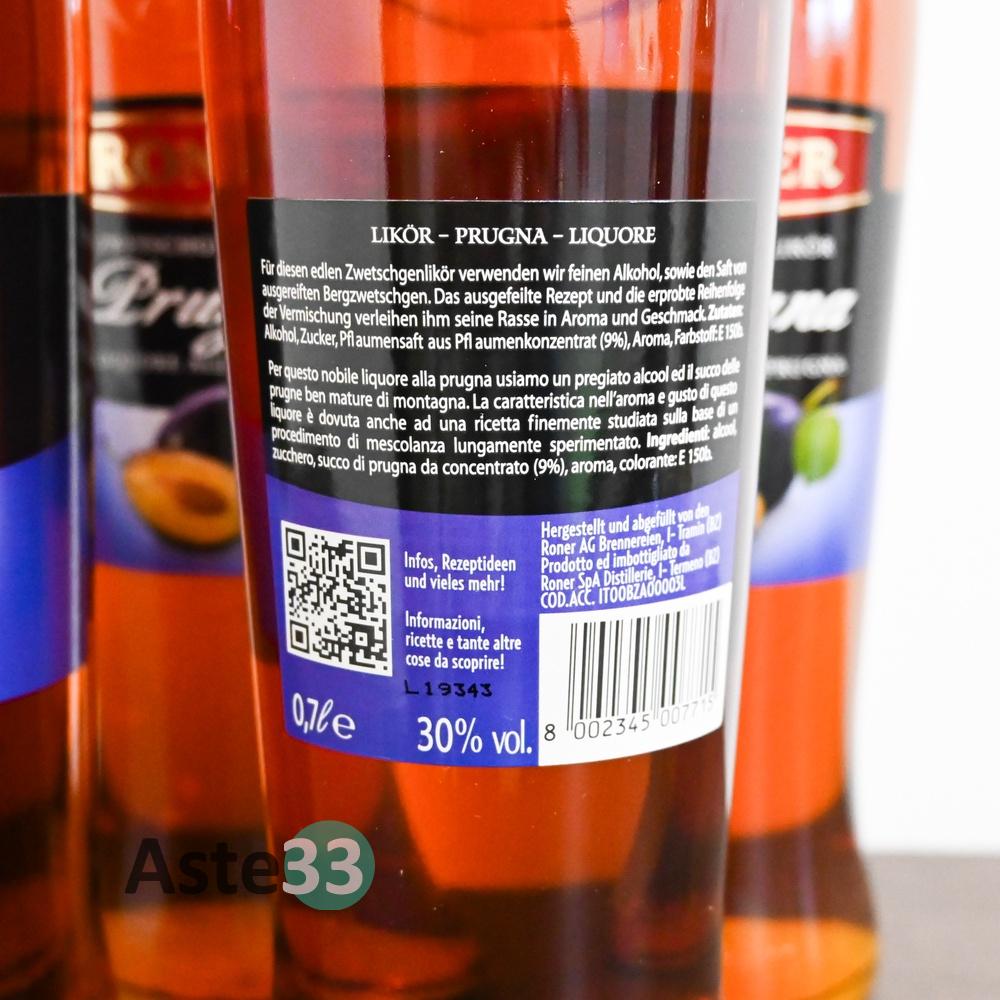 LIKÖR – PRUGNA – LIQUORE
Für diesen edlen Zwetschgenlikör verwenden wir feinen Alkohol, sowie den Saft von
ausgereiften Bergzwetschgen. Das ausgefeilte Rezept und die erprobte Reihenfolge
der Vermischung verleihen ihm seine Rasse in Aroma und Geschmack. Zutaten:
Alkohol, Zucker, Pflaumensaft aus Pflaumenkonzentrat (9%), Aroma, Farbstoff: E 150b.
Per questo nobile liquore alla prugna usiamo un pregiato alcool ed il succo delle
prugne ben mature di montagna. La caratteristica nell'aroma e gusto di questo
liquore è dovuta anche ad una ricetta finemente studiata sulla base di un
procedimento di mescolanza lungamente sperimentato. Ingredienti: alcool,
zucchero, succo di prugna da concentrato (9%), aroma, colorante: E 150b.
Infos, Rezeptideen
und vieles mehr!
Informazioni,
ricette e tante altre
cose da scoprire!
L19343
0,7ℓ e
30% vol.
Hergestellt und abgefüllt von den
Roner AG Brennereien, I- Tramin (BZ)
Prodotto ed imbottigliato da
Roner SpA Distillerie, I- Termeno (BZ)
COD.ACC. IT00BZA00003L
8 002345 007715
Aste33